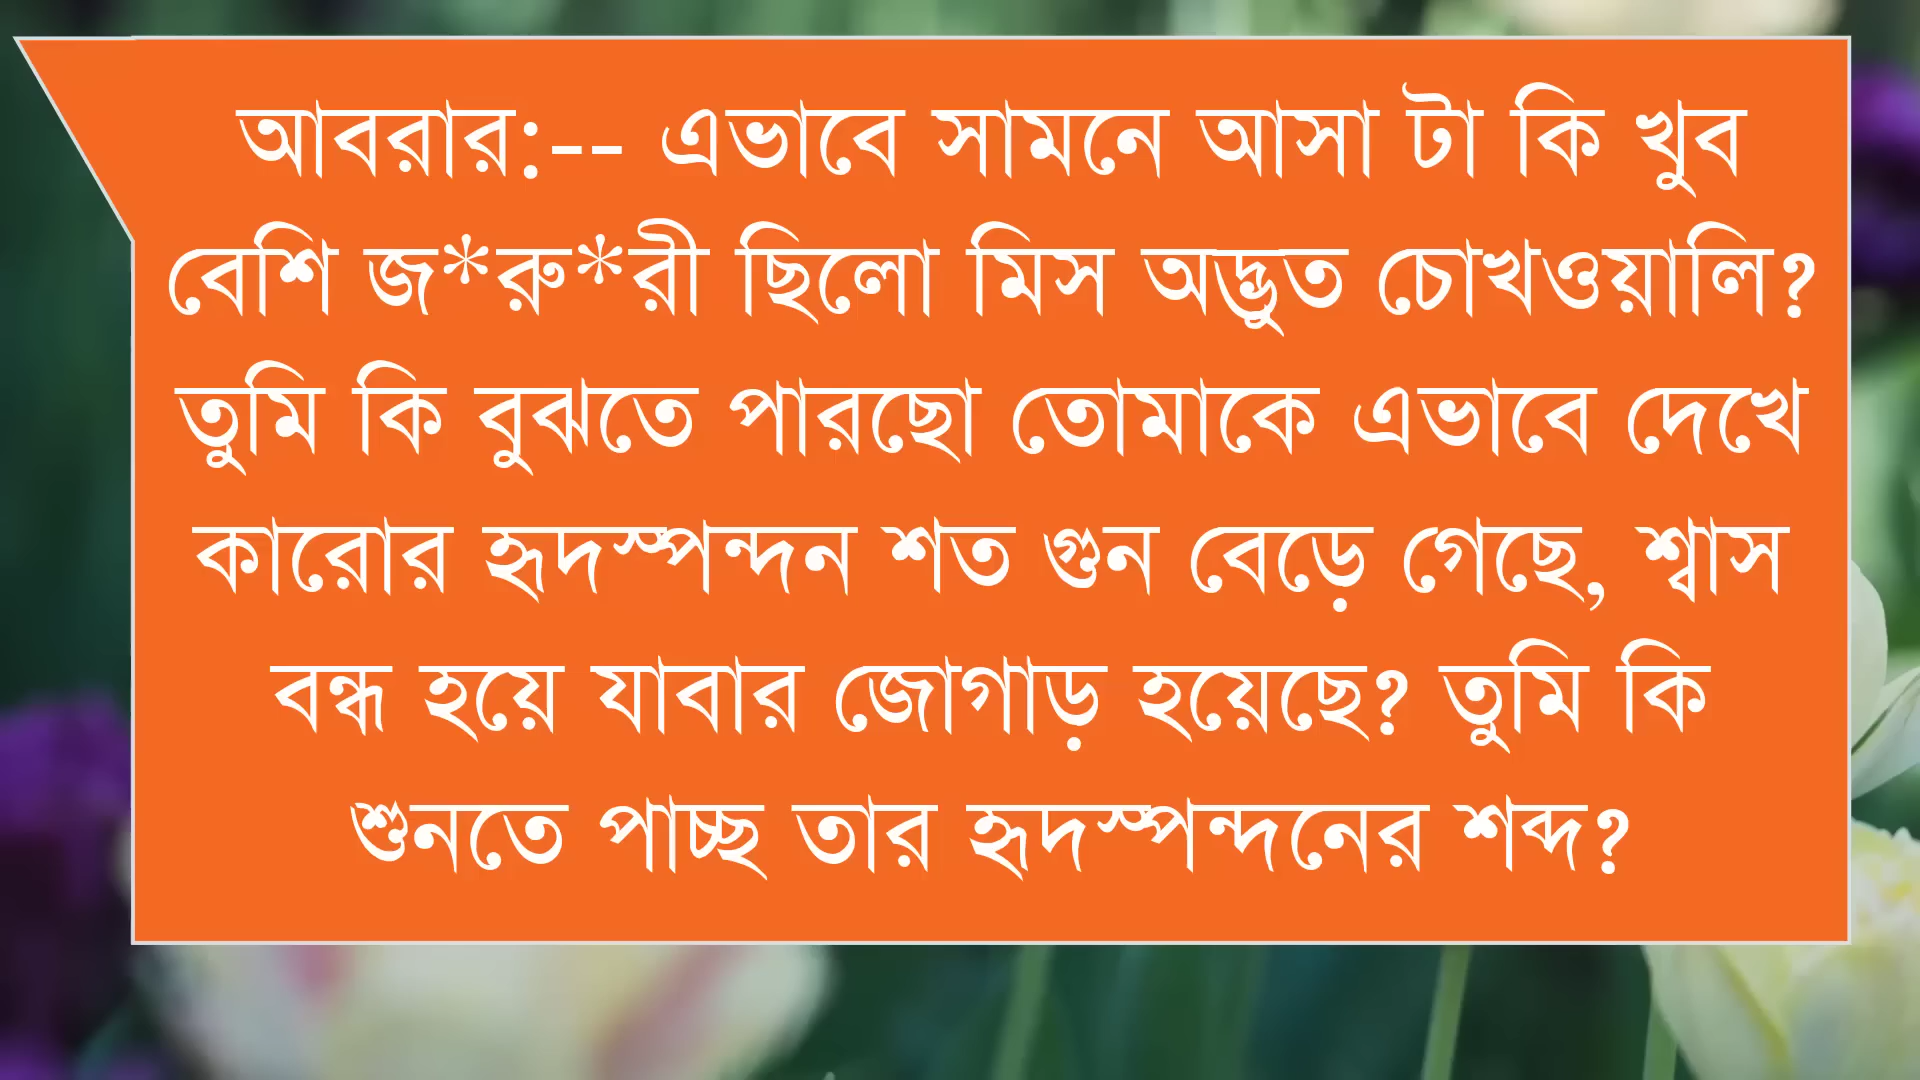 আবরার:-- এভাবে সামনে আসা টা কি খুব
বেশি জ*রু*রী ছিলো মিস অদ্ভুত চোখওয়ালি?
তুমি কি বুঝতে পারছো তোমাকে এভাবে দেখে
কারোর হৃদস্পন্দন শত গুন বেড়ে গেছে, শ্বাস
বন্ধ হয়ে যাবার জোগাড় হয়েছে? তুমি কি
শুনতে পাচ্ছ তার হৃদস্পন্দনের শব্দ?